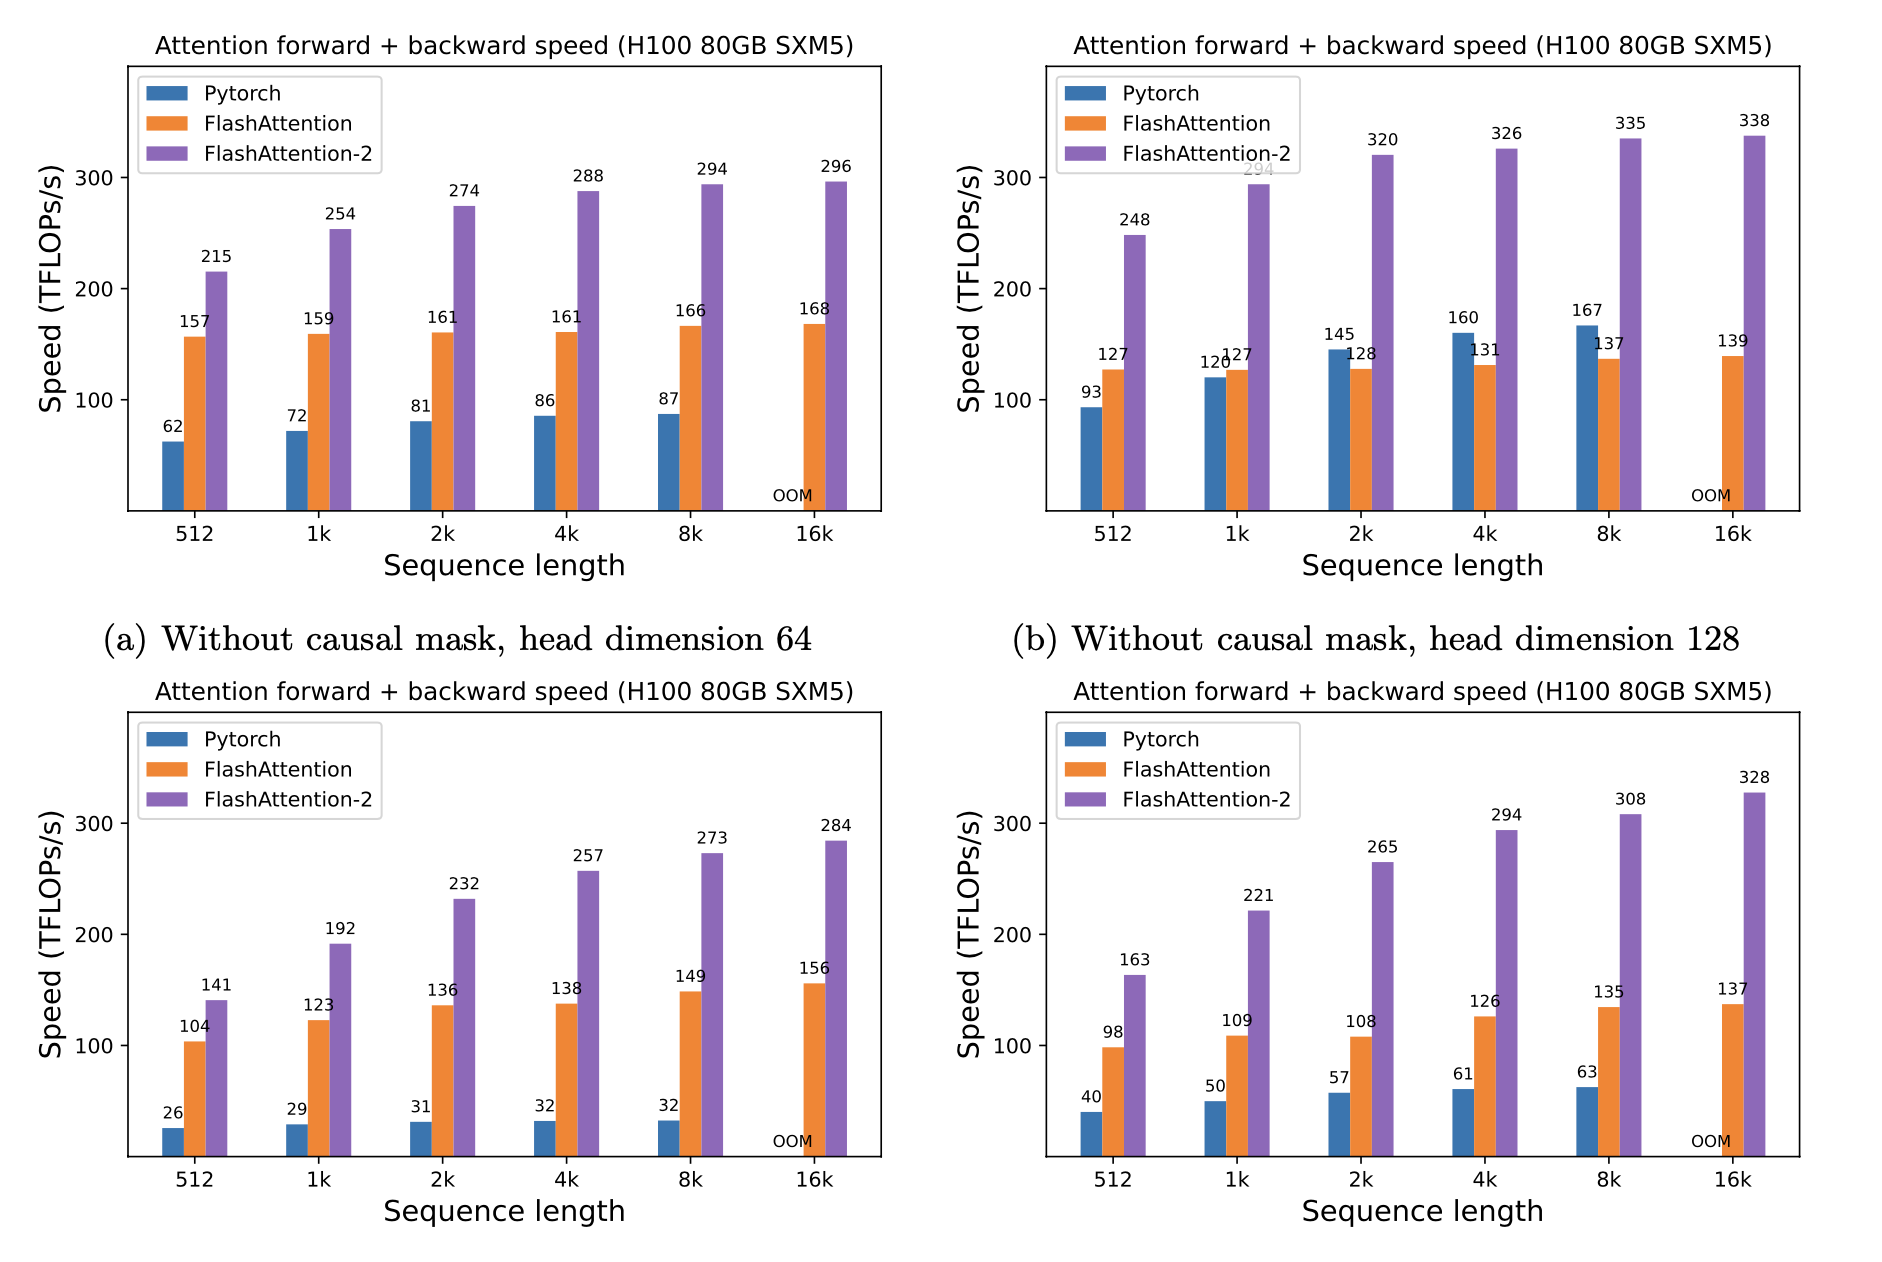 Attention forward + backward speed (H100 80GB SXM5)
Pytorch
FlashAttention
FlashAttention-2
Speed (TFLOPs/s)
300
200
100
62 157 215
72 159 254
81 161 274
86 161 288
87 166 294
OOM 168 296
512 1k 2k 4k 8k 16k
Sequence length
(a) Without causal mask, head dimension 64
Attention forward + backward speed (H100 80GB SXM5)
Pytorch
FlashAttention
FlashAttention-2
Speed (TFLOPs/s)
300
200
100
93 127 248
120 127 294
145 128 320
160 131 326
167 137 335
OOM 139 338
512 1k 2k 4k 8k 16k
Sequence length
(b) Without causal mask, head dimension 128
Attention forward + backward speed (H100 80GB SXM5)
Pytorch
FlashAttention
FlashAttention-2
Speed (TFLOPs/s)
300
200
100
26 104 141
29 123 192
31 136 232
32 138 257
32 149 273
OOM 156 284
512 1k 2k 4k 8k 16k
Sequence length
Attention forward + backward speed (H100 80GB SXM5)
Pytorch
FlashAttention
FlashAttention-2
Speed (TFLOPs/s)
300
200
100
40 98 163
50 109 221
57 108 265
61 126 294
63 135 308
OOM 137 328
512 1k 2k 4k 8k 16k
Sequence length